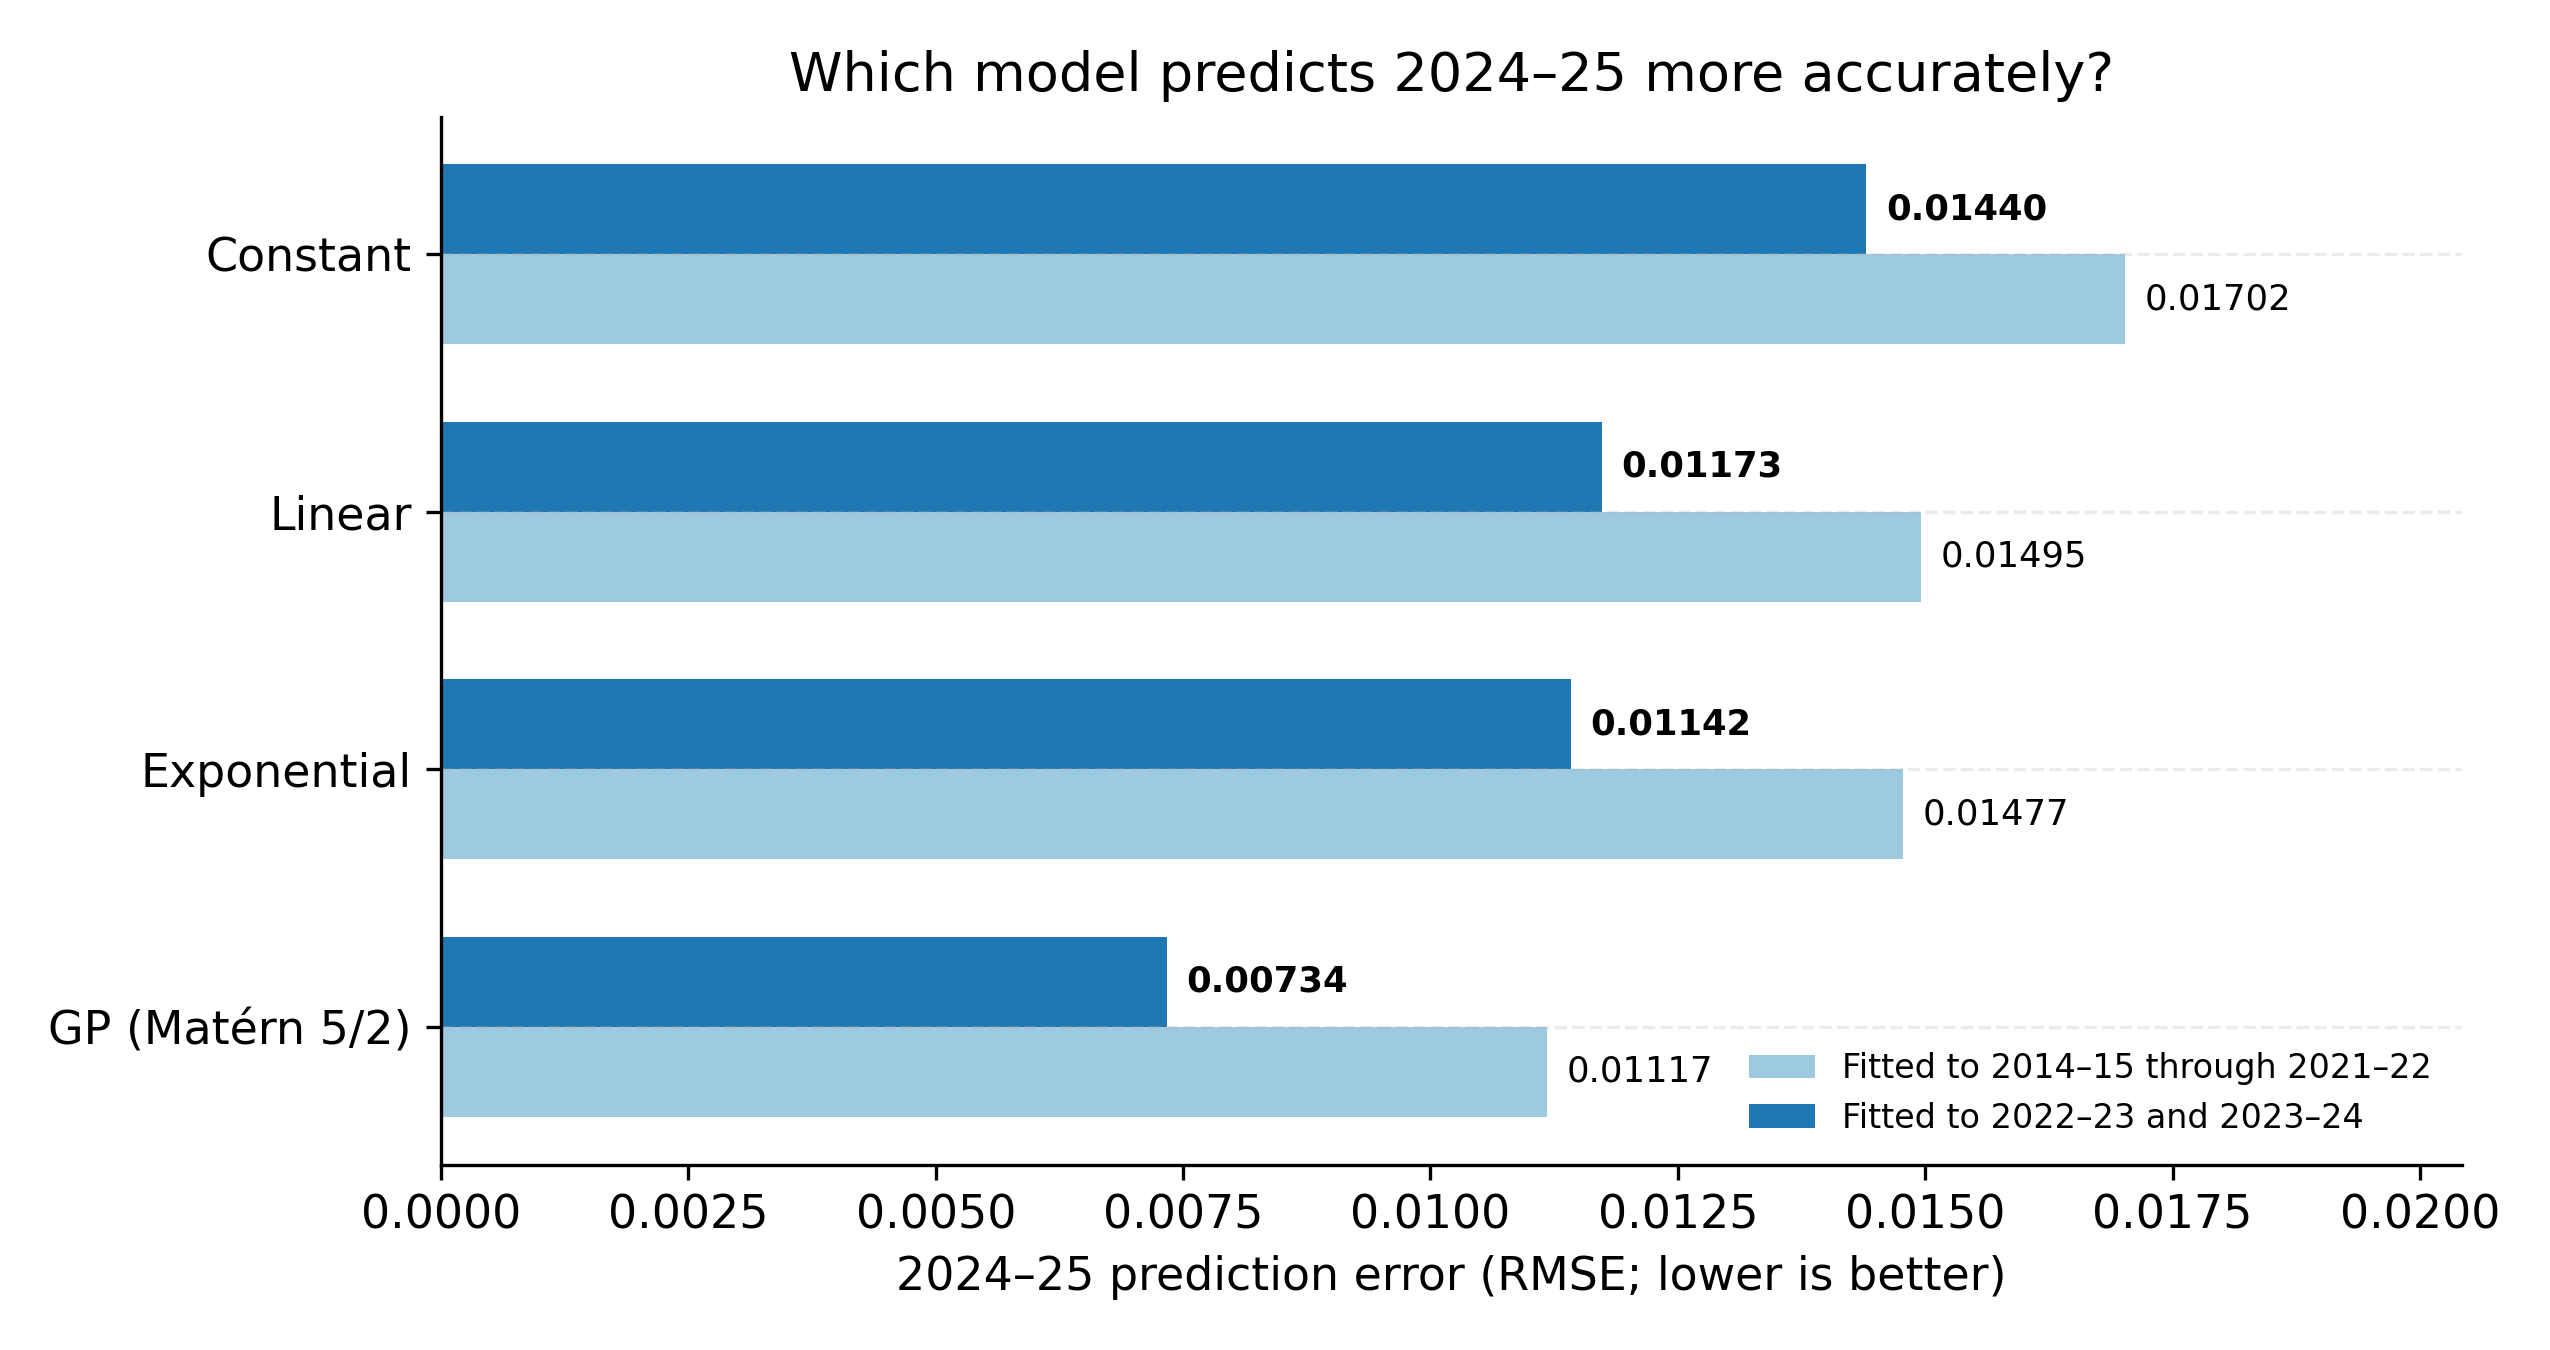 Which model predicts 2024–25 more accurately?
Constant
0.01440
0.01702
Linear
0.01173
0.01495
Exponential
0.01142
0.01477
GP (Matérn 5/2)
0.00734
0.01117
Fitted to 2014–15 through 2021–22
Fitted to 2022–23 and 2023–24
0.0000 0.0025 0.0050 0.0075 0.0100 0.0125 0.0150 0.0175 0.0200
2024–25 prediction error (RMSE; lower is better)